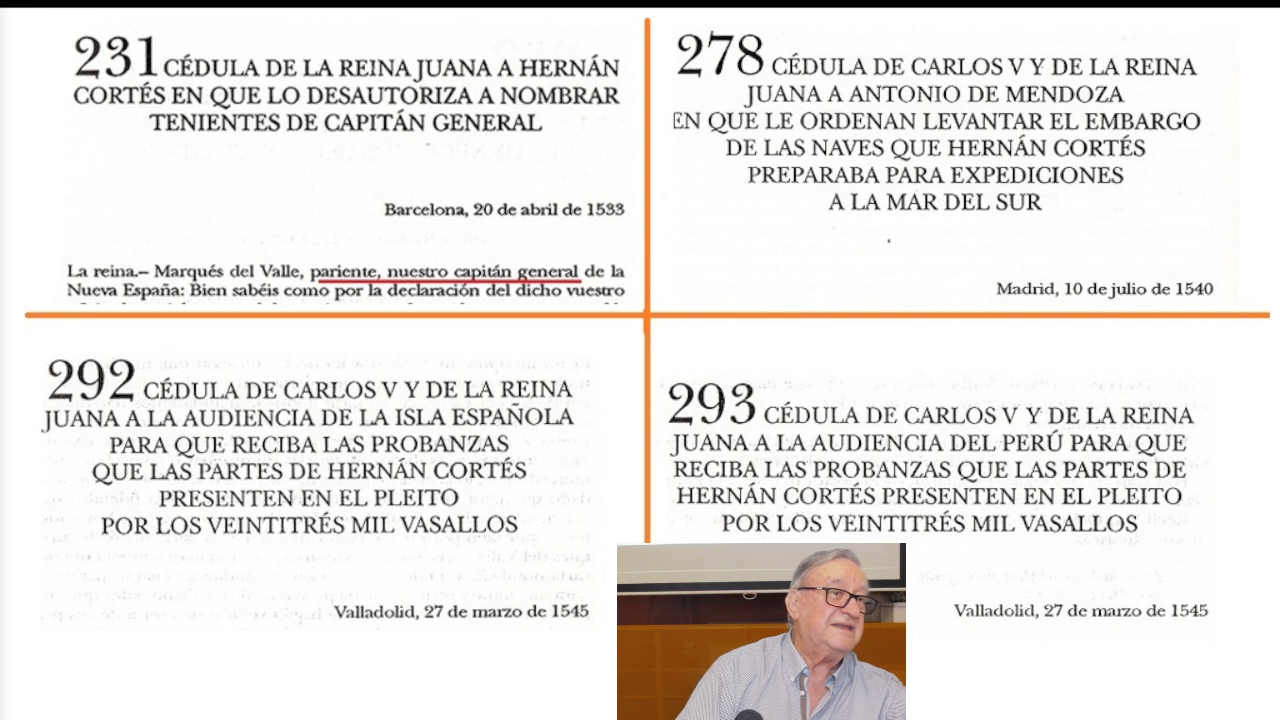 231 CÉDULA DE LA REINA JUANA A HERNÁN
CORTÉS EN QUE LO DESAUTORIZA A NOMBRAR
TENIENTES DE CAPITÁN GENERAL
Barcelona, 20 de abril de 1533
La reina.– Marqués del Valle, pariente, nuestro capitán general de la
Nueva España: Bien sabéis como por la declaración del dicho vuestro
278 CÉDULA DE CARLOS V Y DE LA REINA
JUANA A ANTONIO DE MENDOZA
EN QUE LE ORDENAN LEVANTAR EL EMBARGO
DE LAS NAVES QUE HERNÁN CORTÉS
PREPARABA PARA EXPEDICIONES
A LA MAR DEL SUR
Madrid, 10 de julio de 1540
292 CÉDULA DE CARLOS V Y DE LA REINA
JUANA A LA AUDIENCIA DE LA ISLA ESPAÑOLA
PARA QUE RECIBA LAS PROBANZAS
QUE LAS PARTES DE HERNÁN CORTÉS
PRESENTEN EN EL PLEITO
POR LOS VEINTITRÉS MIL VASALLOS
Valladolid, 27 de marzo de 1545
293 CÉDULA DE CARLOS V Y DE LA REINA
JUANA A LA AUDIENCIA DEL PERÚ PARA QUE
RECIBA LAS PROBANZAS QUE LAS PARTES DE
HERNÁN CORTÉS PRESENTEN EN EL PLEITO
POR LOS VEINTITRÉS MIL VASALLOS
Valladolid, 27 de marzo de 1545